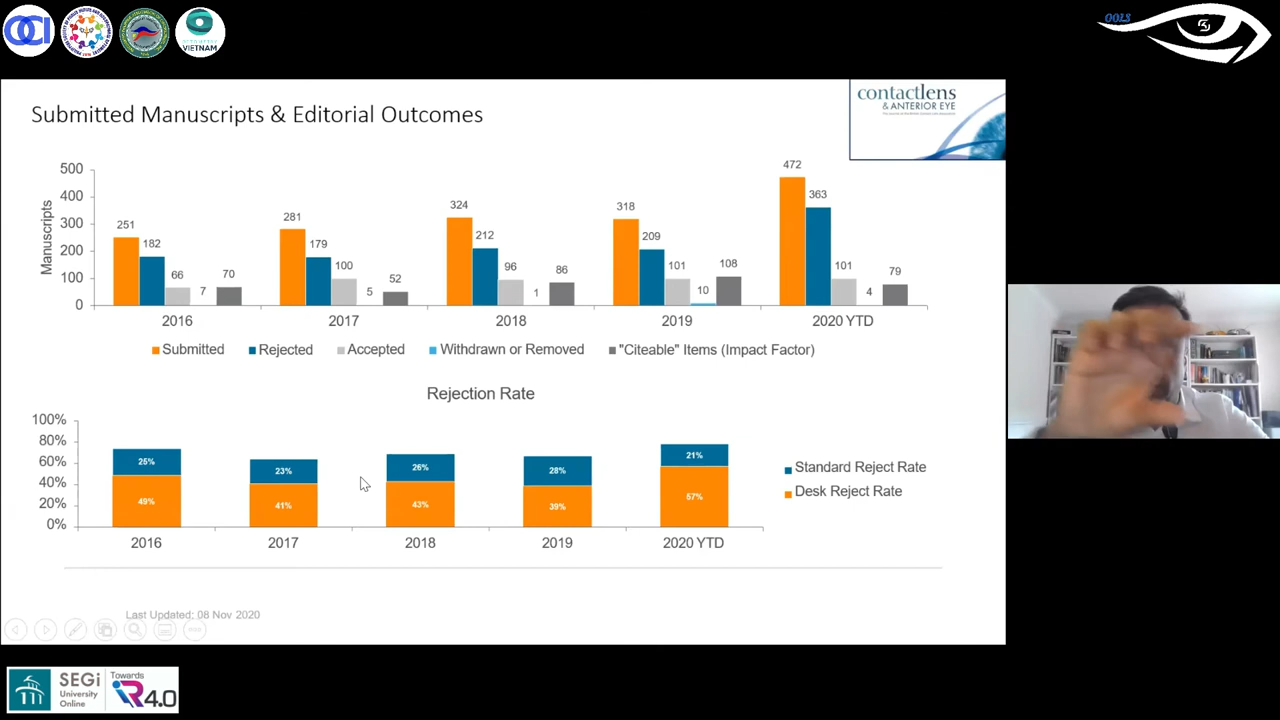 OCI
VIETNAM
OOLS
Submitted Manuscripts & Editorial Outcomes
contactlens
& ANTERIOR EYE
Manuscripts
500
400
300
200
100
0
251
182
66
7
70
281
179
100
5
52
324
212
96
1
86
318
209
101
10
108
472
363
101
4
79
2016
2017
2018
2019
2020 YTD
Submitted
Rejected
Accepted
Withdrawn or Removed
"Citeable" Items (Impact Factor)
Rejection Rate
100%
80%
60%
40%
20%
0%
25%
49%
23%
41%
26%
43%
28%
39%
21%
57%
Standard Reject Rate
Desk Reject Rate
2016
2017
2018
2019
2020 YTD
Last Updated; 08 Nov 2020
SEGi
University
Online
Towards
iR4.0